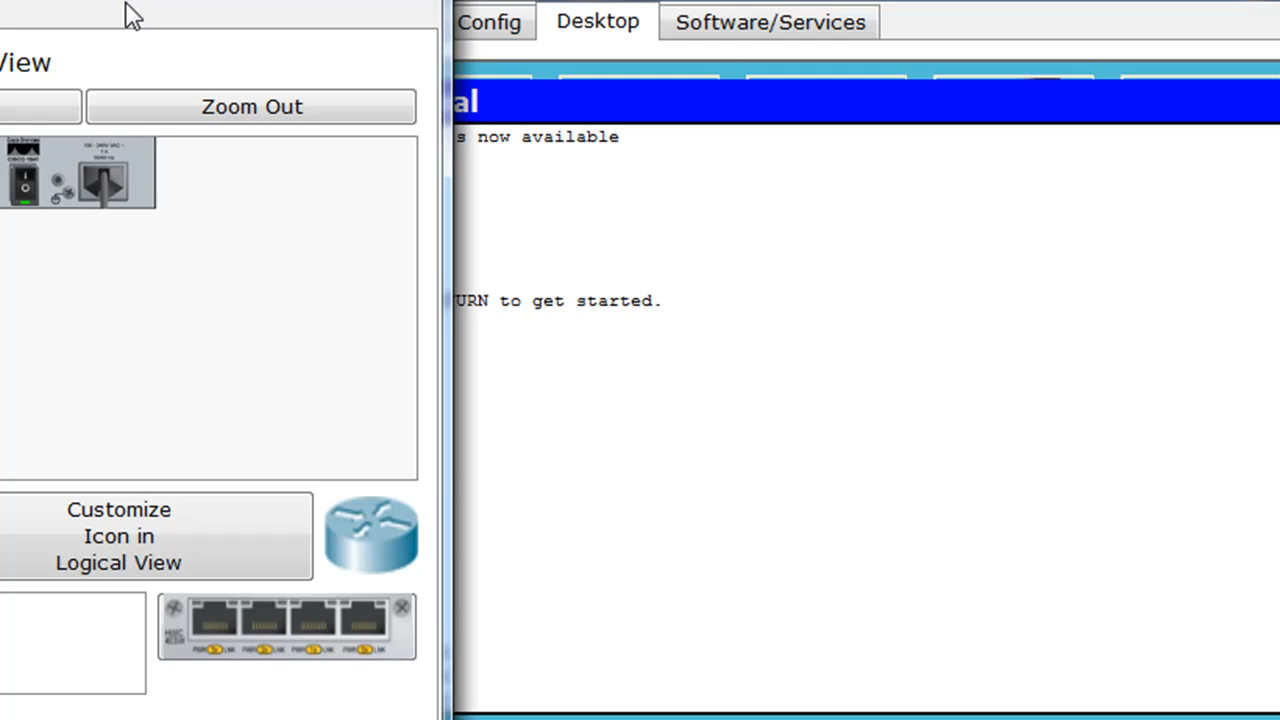 Config
Desktop
Software/Services
View
Zoom Out
al
s now available
URN to get started.
Customize
Icon in
Logical View